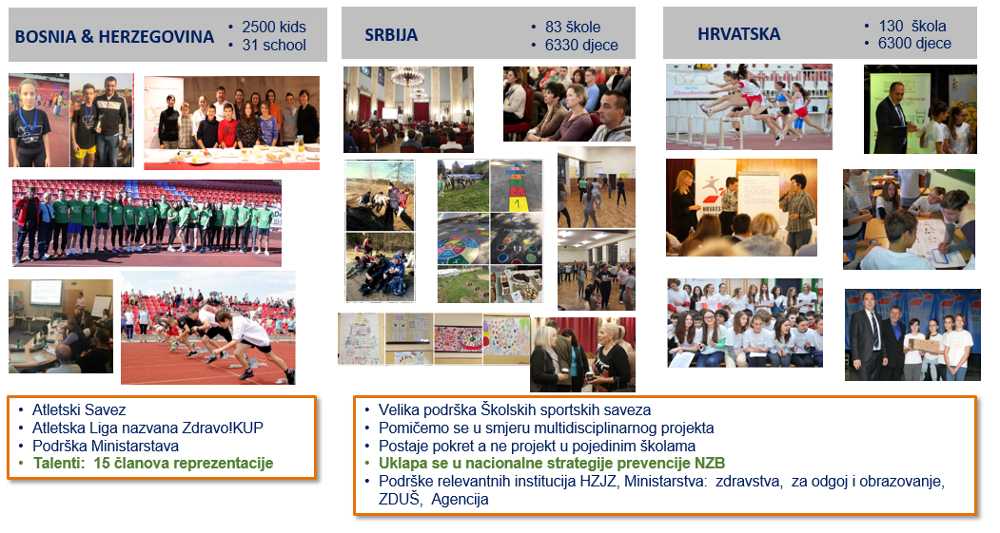 BOSNIA & HERZEGOVINA
• 2500 kids
• 31 school
SRBIJA
• 83 škole
• 6330 djece
HRVATSKA
• 130 škola
• 6300 djece
HRVATS
• Atletski Savez
• Atletska Liga nazvana Zdravo!KUP
• Podrška Ministarstava
• Talenti: 15 članova reprezentacije
• Velika podrška Školskih sportskih saveza
• Pomičemo se u smjeru multidisciplinarnog projekta
• Postaje pokret a ne projekt u pojedinim školama
• Uklapa se u nacionalne strategije prevencije NZB
• Podrške relevantnih institucija HZJZ, Ministarstva: zdravstva, za odgoj i obrazovanje,
ZDUŠ, Agencija